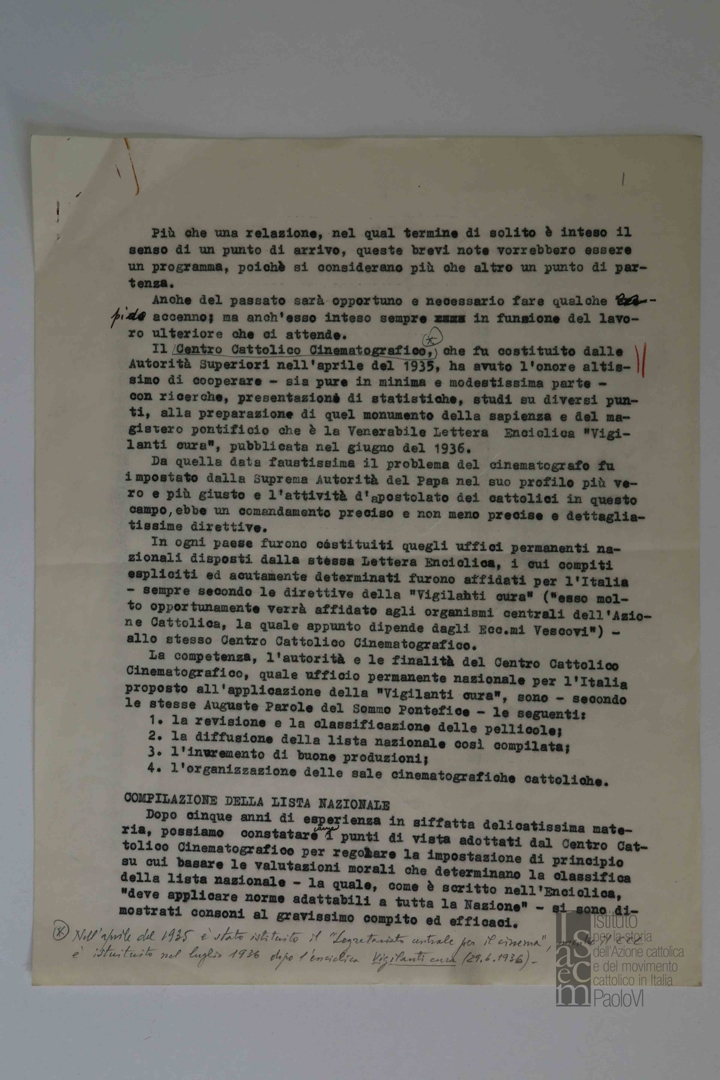 1
Più che una relazione, nel qual termine di solito è inteso il
senso di un punto di arrivo, queste brevi note vorrebbero essere
un programma, poichè si considerano più che altro un punto di par-
tenza.
Anche del passato sarà opportuno e necessario fare qualche
accenno; ma anch'esso inteso sempre xxxx in funzione del lavo-
ro ulteriore che ci attende.
(*)
Il (Centro Cattolico Cinematografico,) che fu costituito dalle
Autorità Superiori nell'aprile del 1935, ha avuto l'onore altis-
simo di cooperare - sia pure in minima e modestissima parte -
con ricerche, presentazione di statistiche, studi su diversi pun-
ti, alla preparazione di quel monumento della sapienza e del ma-
gistero pontificio che è la Venerabile Lettera Enciclica "Vigi-
lanti cura", pubblicata nel giugno del 1936.
Da quella data faustissima il problema del cinematografo fu
impostato dalla Suprema Autorità del Papa nel suo profilo più ve-
ro e più giusto e l'attività d'apostolato dei cattolici in questo
campo, ebbe un comandamento preciso e non meno precise e dettaglia-
tissime direttive.
In ogni paese furono cástituiti quegli uffici permanenti na-
zionali disposti dalla stessa Lettera Enciclica, i cui compiti
espliciti ed acutamente determinati furono affidati per l'Italia
- sempre secondo le direttive della "Vigilahti cura" ("esso mol-
to opportunamente verrà affidato agli organismi centrali dell'Azio-
ne Cattolica, la quale appunto dipende dagli Ecc.mi Vescovi") -
allo stesso Centro Cattolico Cinematografico.
La competenza, l'autorità e le finalità del Centro Cattolico
Cinematografico, quale ufficio permanente nazionale per l'Italia
proposto all'applicazione della "Vigilanti cura", sono - secondo
le stesse Auguste Parole del Sommo Pontefice - le seguenti:
1. la revisione e la classificazione delle pellicole;
2. la diffusione della lista nazionale così compilata;
3. l'incremento di buone produzioni;
4. l'organizzazione delle sale cinematografiche cattoliche.
COMPILAZIONE DELLA LISTA NAZIONALE
Dopo cinque anni di esperienza in siffatta delicatissima mate-
ria, possiamo constatare come i punti di vista adottati dal Centro Cat-
tolico Cinematografico per regolare la impostazione di principio
su cui basare le valutazioni morali che determinano la classifica
della lista nazionale - la quale, come è scritto nell'Enciclica,
"deve applicare norme adattabili a tutta la Nazione" - si sono di-
mostrati consoni al gravissimo compito ed efficaci.
(*) Nell'aprile del 1935 è stato istituito il "Segretariato centrale per il cinema", mentre il CCC
è istituito nel luglio 1936 dopo l'enciclica Vigilanti cura (29.6.1936)-
isacem
Istituto
per la storia
dell'Azione cattolica
e del movimento
cattolico in Italia
PaoloVI